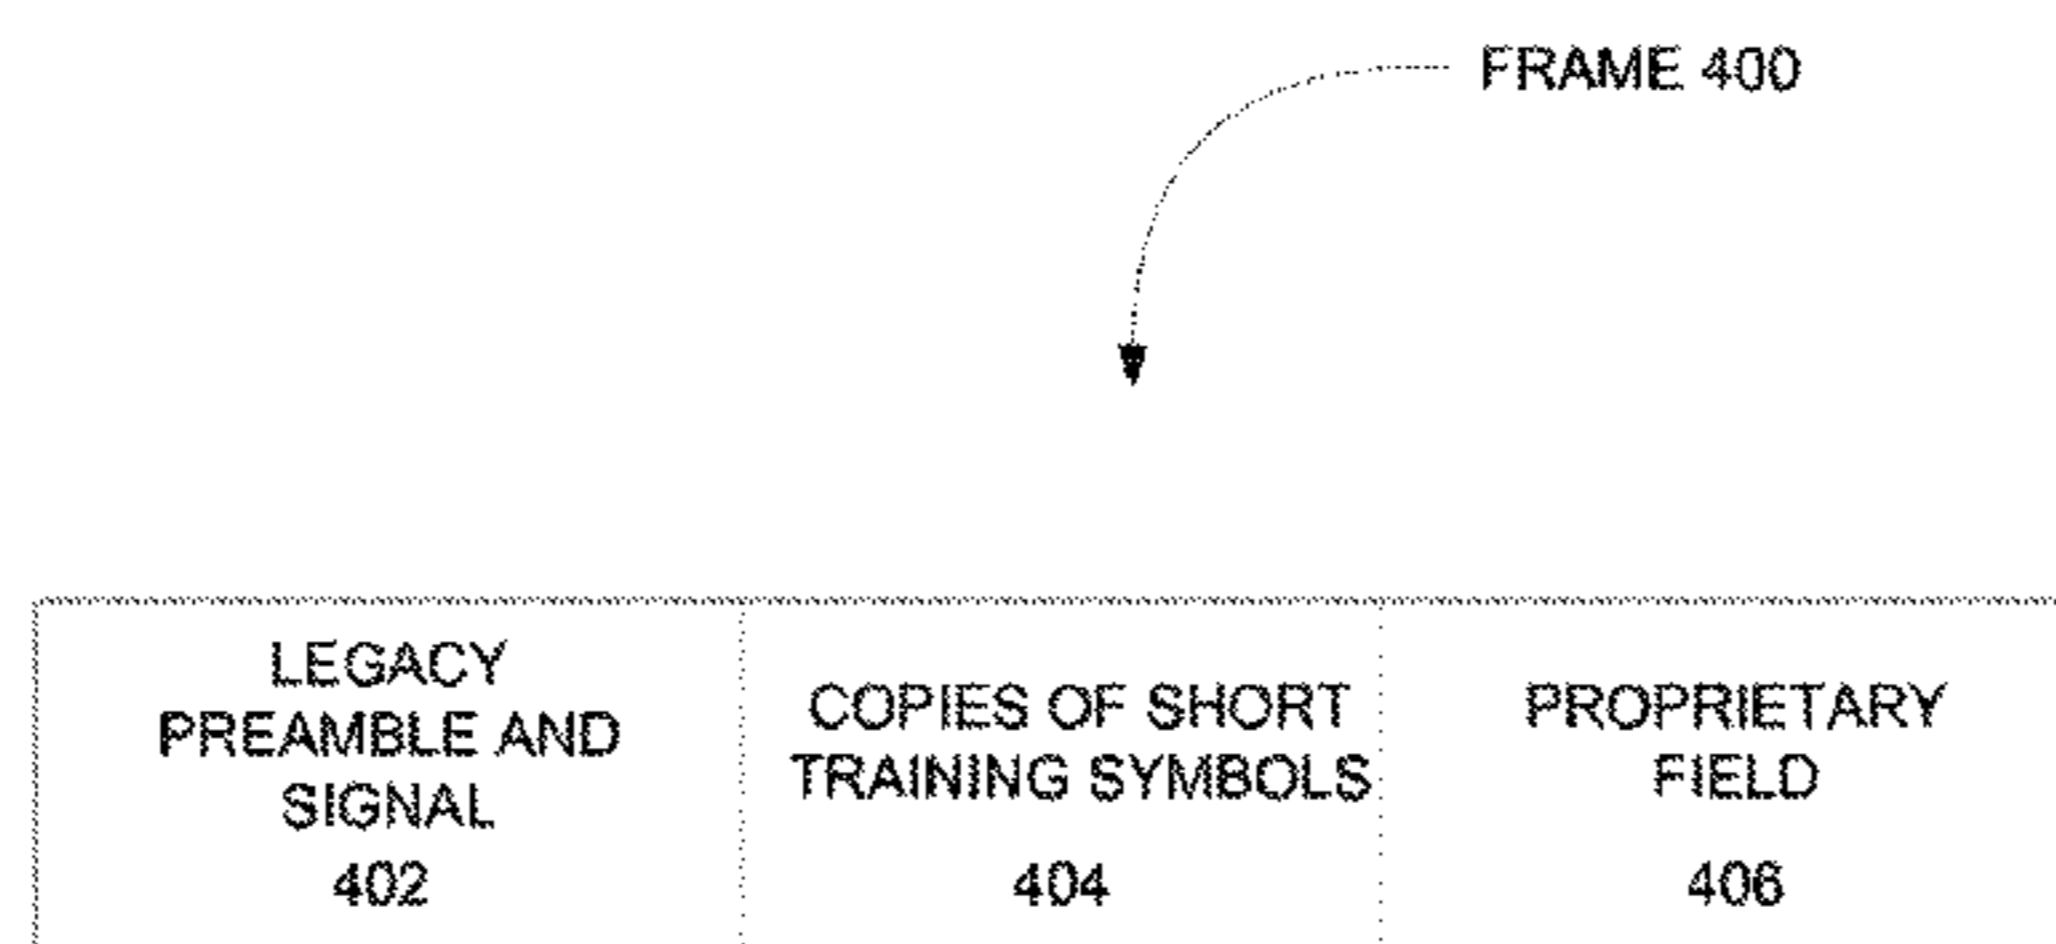 FRAME 400
LEGACY
PREAMBLE AND
SIGNAL
402
COPIES OF SHORT
TRAINING SYMBOLS
404
PROPRIETARY
FIELD
406